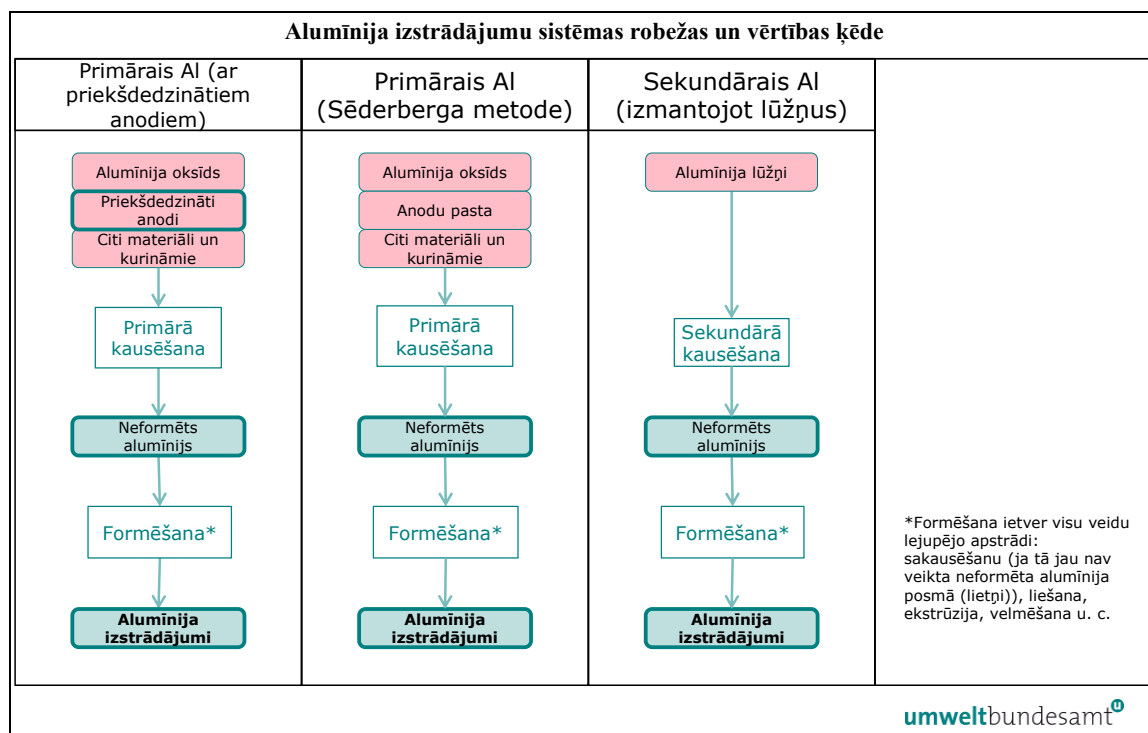 Alumīnija izstrādājumu sistēmas robežas un vērtības ķēde
Primārais Al (ar
priekšdedzinātiem
anodiem)
Alumīnija oksīds
Priekšdedzināti
anodi
Citi materiāli un
kurināmie
Primārā
kausēšana
Neformēts
alumīnijs
Formēšana*
Alumīnija
izstrādājumi
Primārais Al
(Sēderberga metode)
Alumīnija oksīds
Anodu pasta
Citi materiāli un
kurināmie
Primārā
kausēšana
Neformēts
alumīnijs
Formēšana*
Alumīnija
izstrādājumi
Sekundārais Al
(izmantojot lūžņus)
Alumīnija lūžņi
Sekundārā
kausēšana
Neformēts
alumīnijs
Formēšana*
Alumīnija
izstrādājumi
*Formēšana ietver visu veidu
lejupējo apstrādi:
sakausēšanu (ja tā jau nav
veikta neformēta alumīnija
posmā (lietņi)), liešana,
ekstrūzija, velmēšana u. c.
umweltbundesamt
u